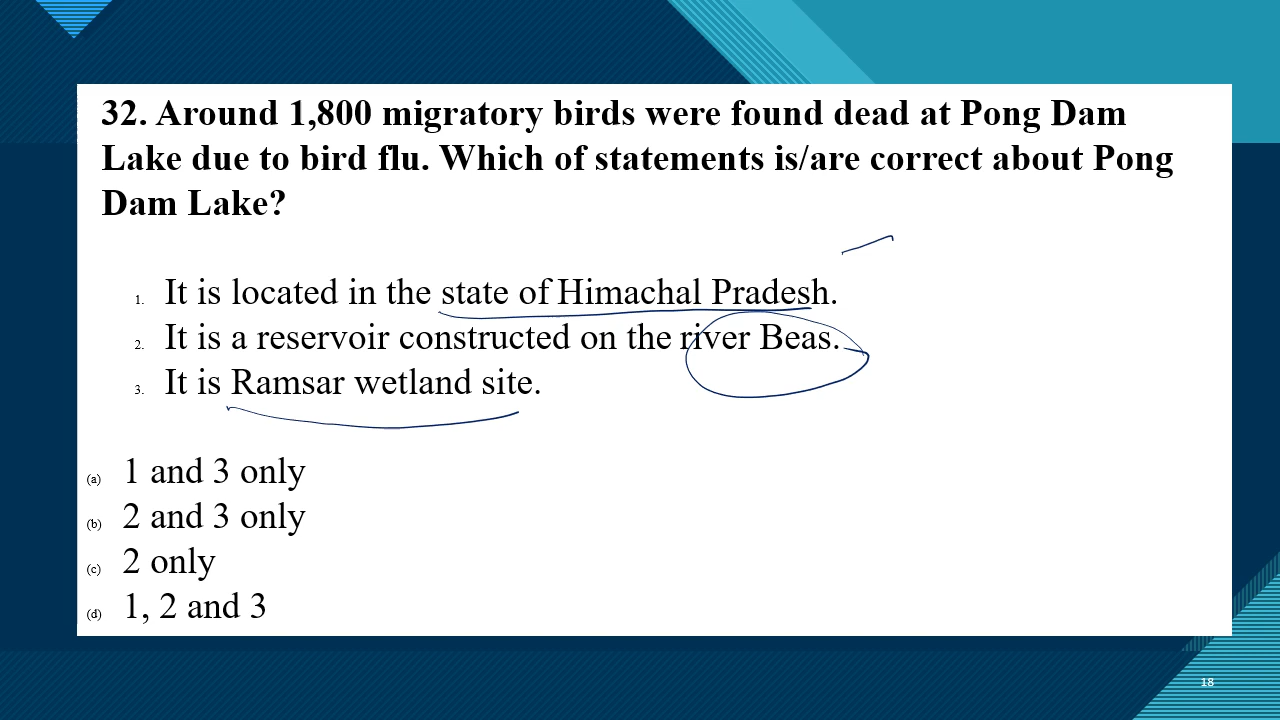 32. Around 1,800 migratory birds were found dead at Pong Dam
Lake due to bird flu. Which of statements is/are correct about Pong
Dam Lake?
1. It is located in the state of Himachal Pradesh.
2. It is a reservoir constructed on the river Beas.
3. It is Ramsar wetland site.
(a) 1 and 3 only
(b) 2 and 3 only
(c) 2 only
(d) 1, 2 and 3
18